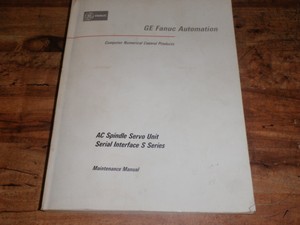 GE Fanuc Automation
Computer Numerical Control Products
AC Spindle Servo Unit
Serial Interface S Series
Maintenance Manual